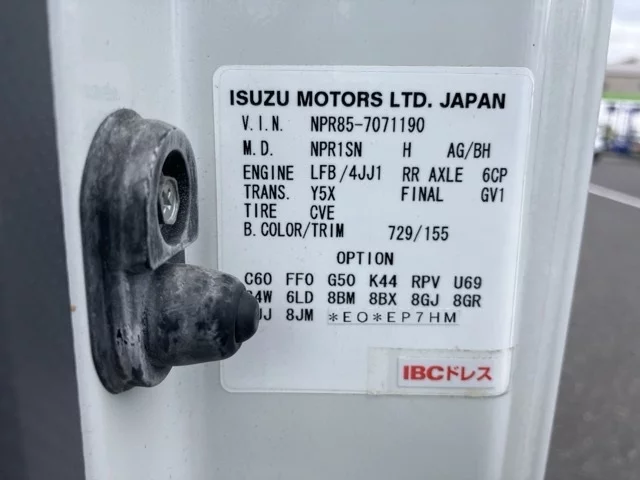 ISUZU MOTORS LTD. JAPAN
V.I.N. NPR85-7071190
M.D. NPR1SN H AG/BH
ENGINE LFB/4JJ1 RR AXLE 6CP
TRANS. Y5X FINAL GV1
TIRE CVE
B.COLOR/TRIM 729/155
OPTION
C60 FF0 G50 K44 RPV U69
6LD 8BM 8BX 8GJ 8GR
8JM *EQ*EP7HM
IBCドレス